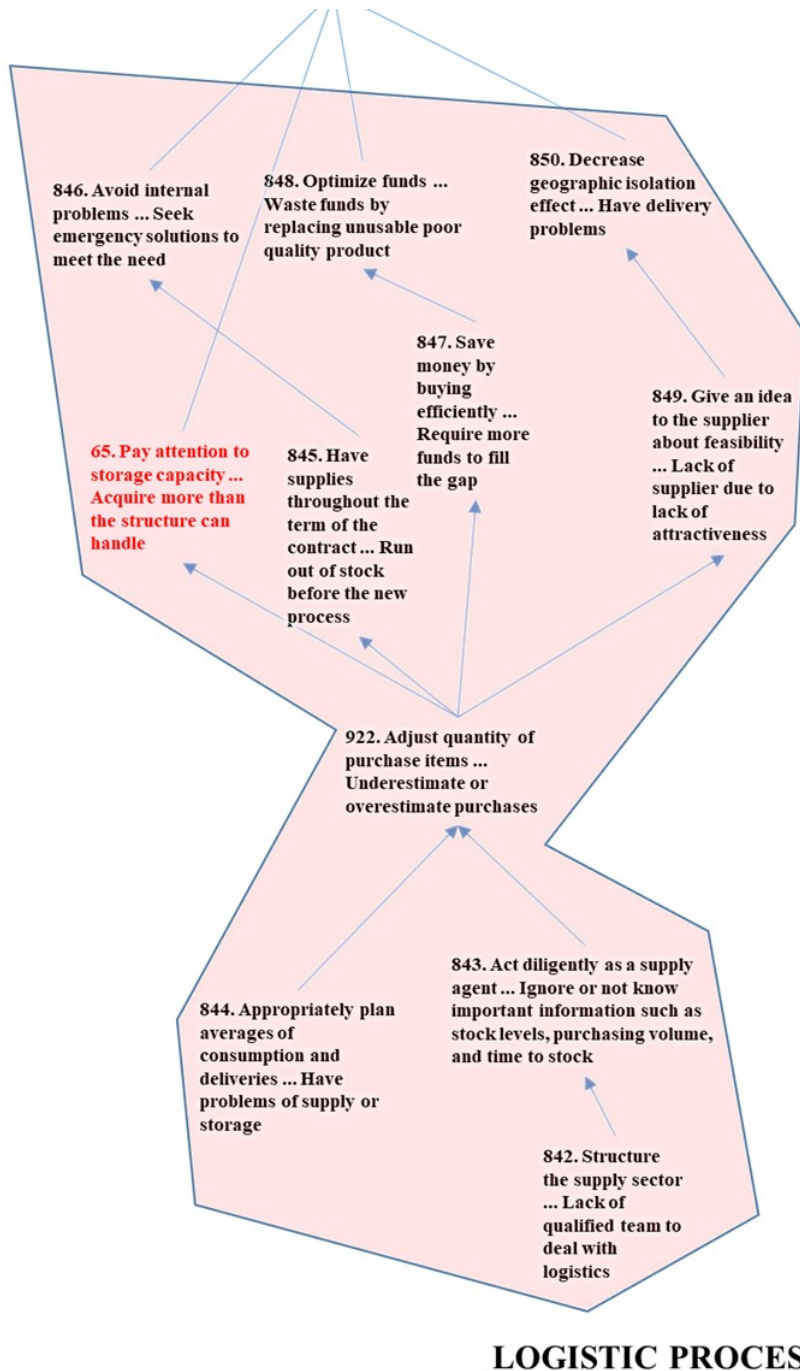 846. Avoid internal
problems ... Seek
emergency solutions to
meet the need
848. Optimize funds ...
Waste funds by
replacing unusable poor
quality product
850. Decrease
geographic isolation
effect ... Have delivery
problems
847. Save
money by
buying
efficiently ...
Require more
funds to fill
the gap
849. Give an idea
to the supplier
about feasibility
... Lack of
supplier due to
lack of
attractiveness
65. Pay attention to
storage capacity ...
Acquire more than
the structure can
handle
845. Have
supplies
throughout the
term of the
contract ... Run
out of stock
before the new
process
922. Adjust quantity of
purchase items ...
Underestimate or
overestimate purchases
843. Act diligently as a supply
agent ... Ignore or not know
important information such as
stock levels, purchasing volume,
and time to stock
844. Appropriately plan
averages of
consumption and
deliveries ... Have
problems of supply or
storage
842. Structure
the supply sector
... Lack of
qualified team to
deal with
logistics
LOGISTIC PROCES